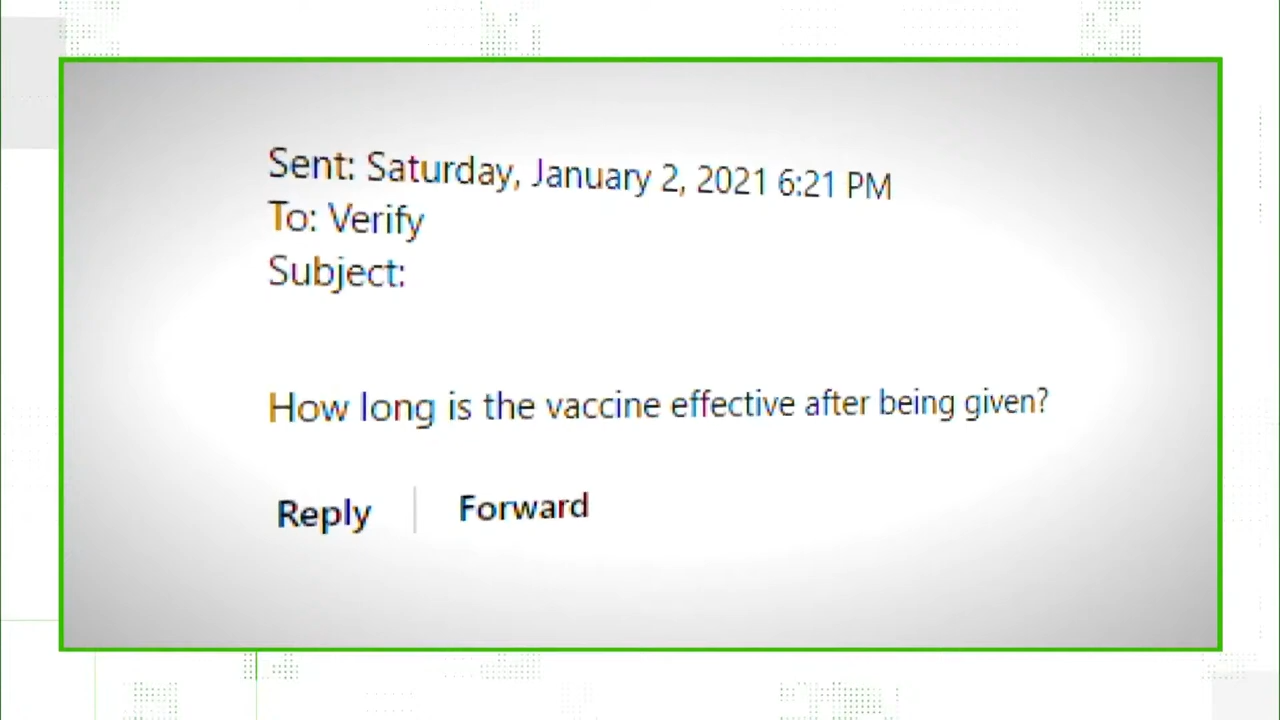 Sent: Saturday, January 2, 2021 6:21 PM
To: Verify
Subject:
How long is the vaccine effective after being given?
Reply
Forward